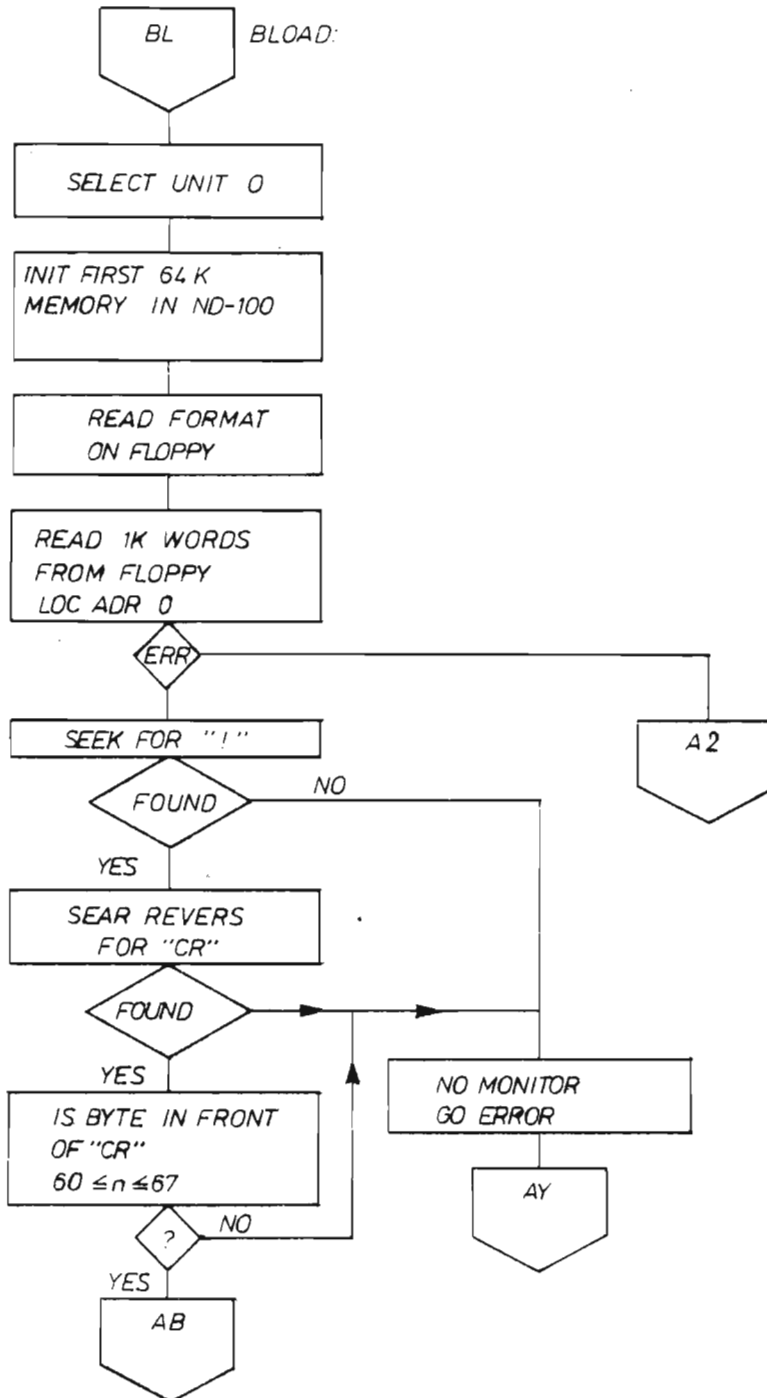 BL BLOAD:
SELECT UNIT 0
INIT FIRST 64K
MEMORY IN ND-100
READ FORMAT
ON FLOPPY
READ 1K WORDS
FROM FLOPPY
LOC ADR 0
ERR
SEEK FOR "!"
A2
FOUND
NO
YES
SEAR REVERS
FOR "CR"
FOUND
YES
IS BYTE IN FRONT
OF "CR"
60 ≤ n ≤ 67
NO MONITOR
GO ERROR
?
NO
AY
YES
AB